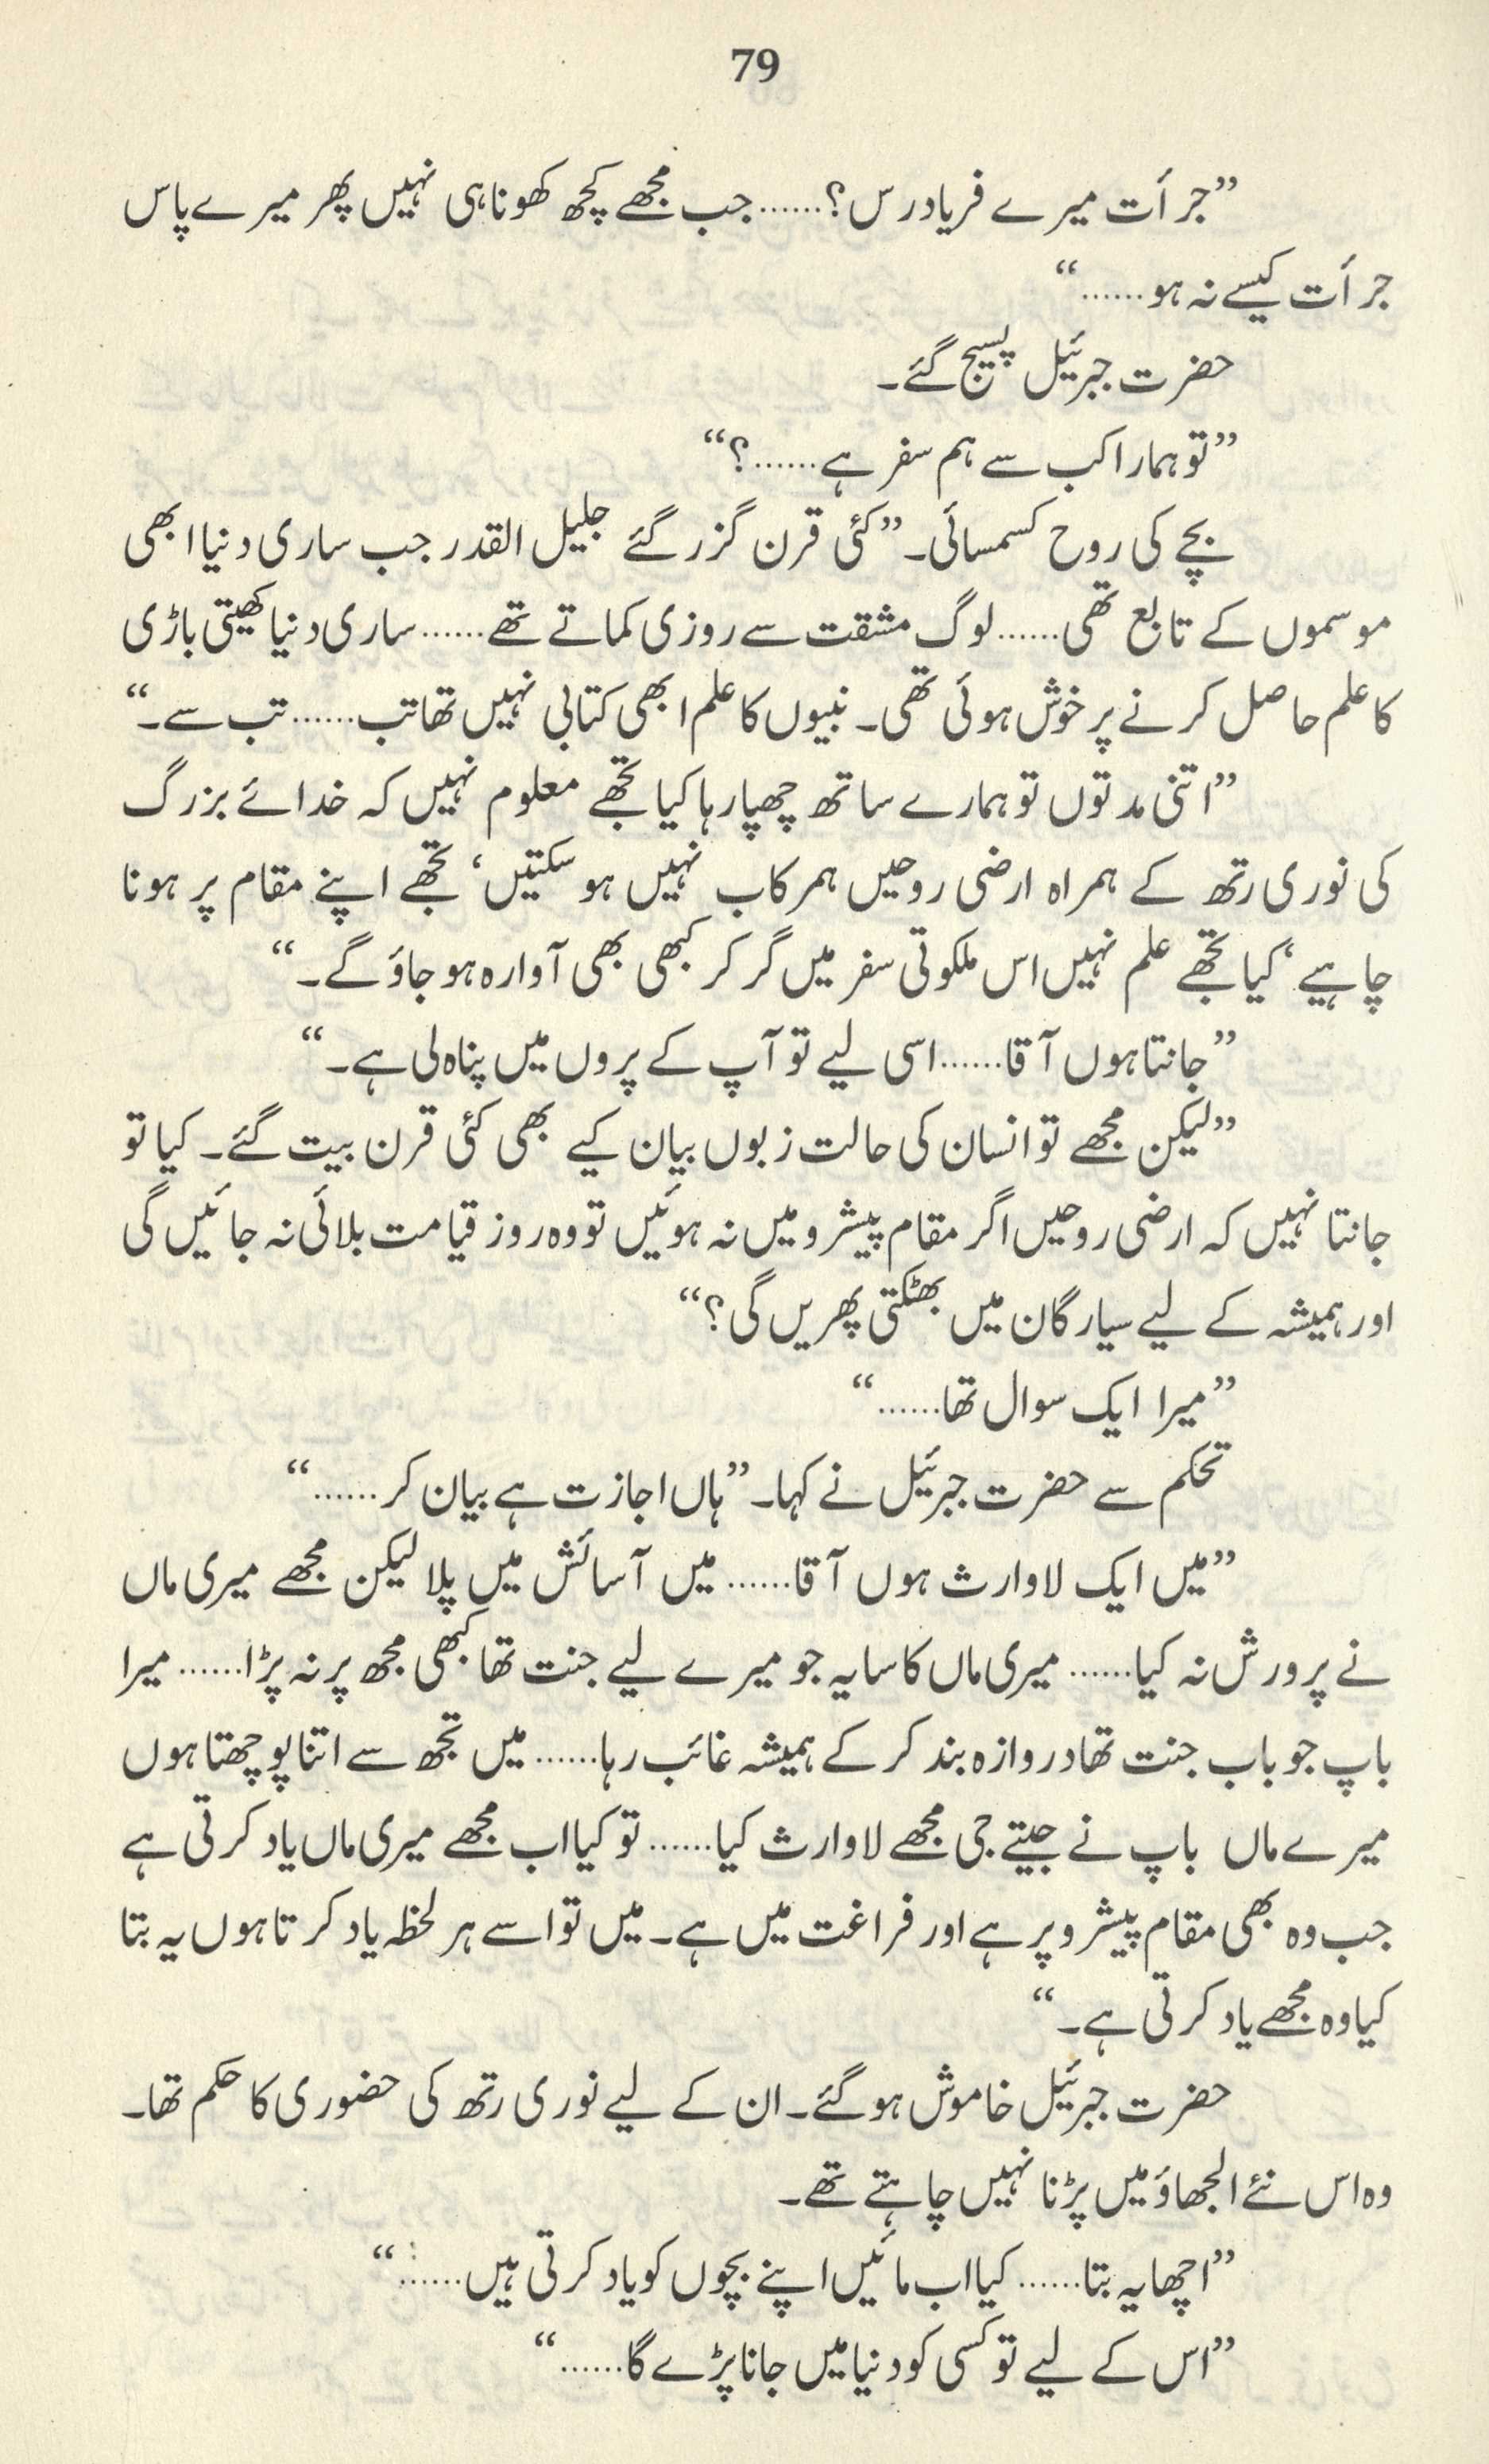 79
”جرأت میرے فریادرس؟...... جب مجھے کچھ کھونا ہی نہیں پھر میرے پاس
جرأت کیسے نہ ہو......“
حضرت جبرئیل پسیج گئے۔
”تو ہمارا کب سے ہم سفر ہے......؟“
بچے کی روح کسمسائی۔ ”کئی قرن گزر گئے جلیل القدر جب ساری دنیا ابھی
موسموں کے تابع تھی...... لوگ مشقت سے روزی کماتے تھے...... ساری دنیا کھیتی باڑی
کا علم حاصل کرنے پر خوش ہوئی تھی۔ نبیوں کا علم ابھی کتابی نہیں تھا تب...... تب سے۔“
”اتنی مدتوں تو ہمارے ساتھ چھپا رہا کیا تجھے معلوم نہیں کہ خدائے بزرگ
کی نوری رتھ کے ہمراہ ارضی روحیں ہمرکاب نہیں ہو سکتیں‘ تجھے اپنے مقام پر ہونا
چاہیے‘ کیا تجھے علم نہیں اس ملکوتی سفر میں گر کر کبھی بھی آوارہ ہو جاؤ گے۔“
”جانتا ہوں آقا...... اسی لیے تو آپ کے پروں میں پناہ لی ہے۔“
”لیکن مجھے تو انسان کی حالت زبوں بیان کیے بھی کئی قرن بیت گئے۔ کیا تو
جانتا نہیں کہ ارضی روحیں اگر مقام پیشرو میں نہ ہوئیں تو وہ روز قیامت بلائی نہ جائیں گی
اور ہمیشہ کے لیے سیارگان میں بھٹکتی پھریں گی؟“
”میرا ایک سوال تھا......“
تحکم سے حضرت جبرئیل نے کہا۔ ”ہاں اجازت ہے بیان کر......“
”میں ایک لاوارث ہوں آقا...... میں آسائش میں پلا لیکن مجھے میری ماں
نے پرورش نہ کیا...... میری ماں کا سایہ جو میرے لیے جنت تھا کبھی مجھ پر نہ پڑا...... میرا
باپ جو باب جنت تھا دروازہ بند کر کے ہمیشہ غائب رہا...... میں تجھ سے اتنا پوچھتا ہوں
میرے ماں باپ نے جیتے جی مجھے لاوارث کیا...... تو کیا اب مجھے میری ماں یاد کرتی ہے
جب وہ بھی مقام پیشرو پر ہے اور فراغت میں ہے۔ میں تو اسے ہر لحظہ یاد کرتا ہوں یہ بتا
کیا وہ مجھے یاد کرتی ہے۔“
حضرت جبرئیل خاموش ہو گئے۔ ان کے لیے نوری رتھ کی حضوری کا حکم تھا۔
وہ اس نئے الجھاؤ میں پڑنا نہیں چاہتے تھے۔
”اچھا یہ بتا...... کیا اب مائیں اپنے بچوں کو یاد کرتی ہیں......“
”اس کے لیے تو کسی کو دنیا میں جانا پڑے گا......“